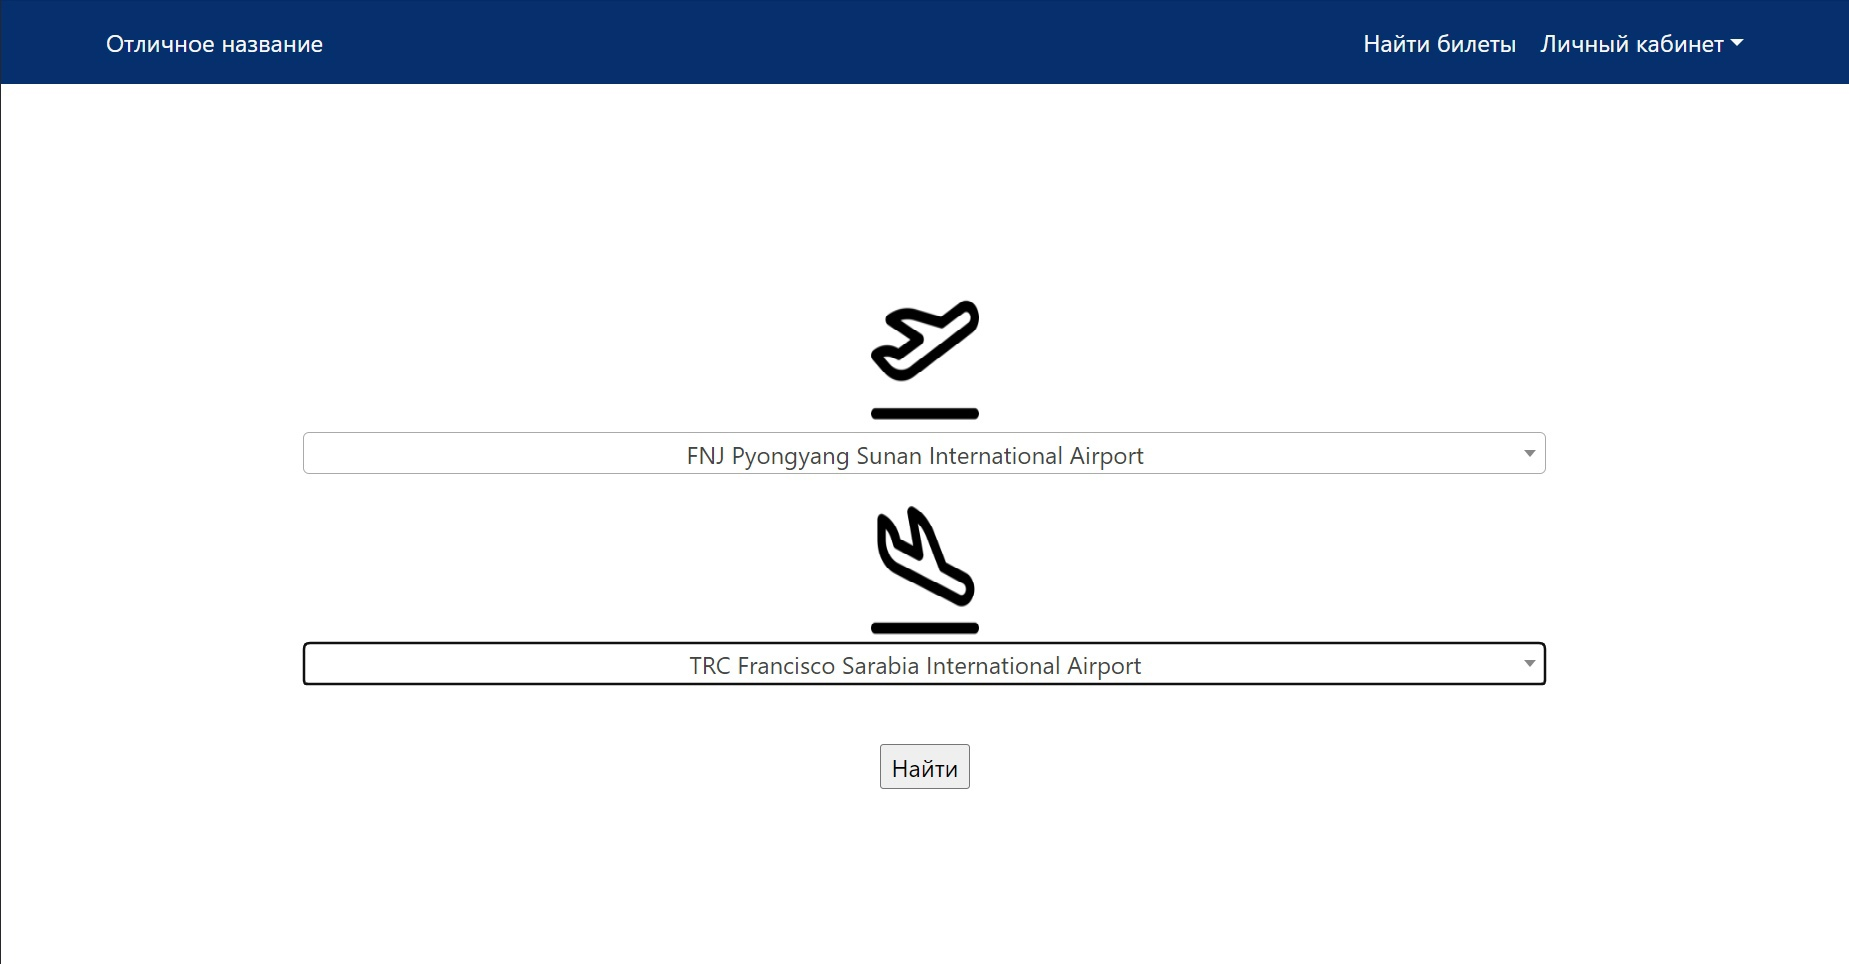 Отличное название
Найти билеты Личный кабинет
FNJ Pyongyang Sunan International Airport
TRC Francisco Sarabia International Airport
Найти